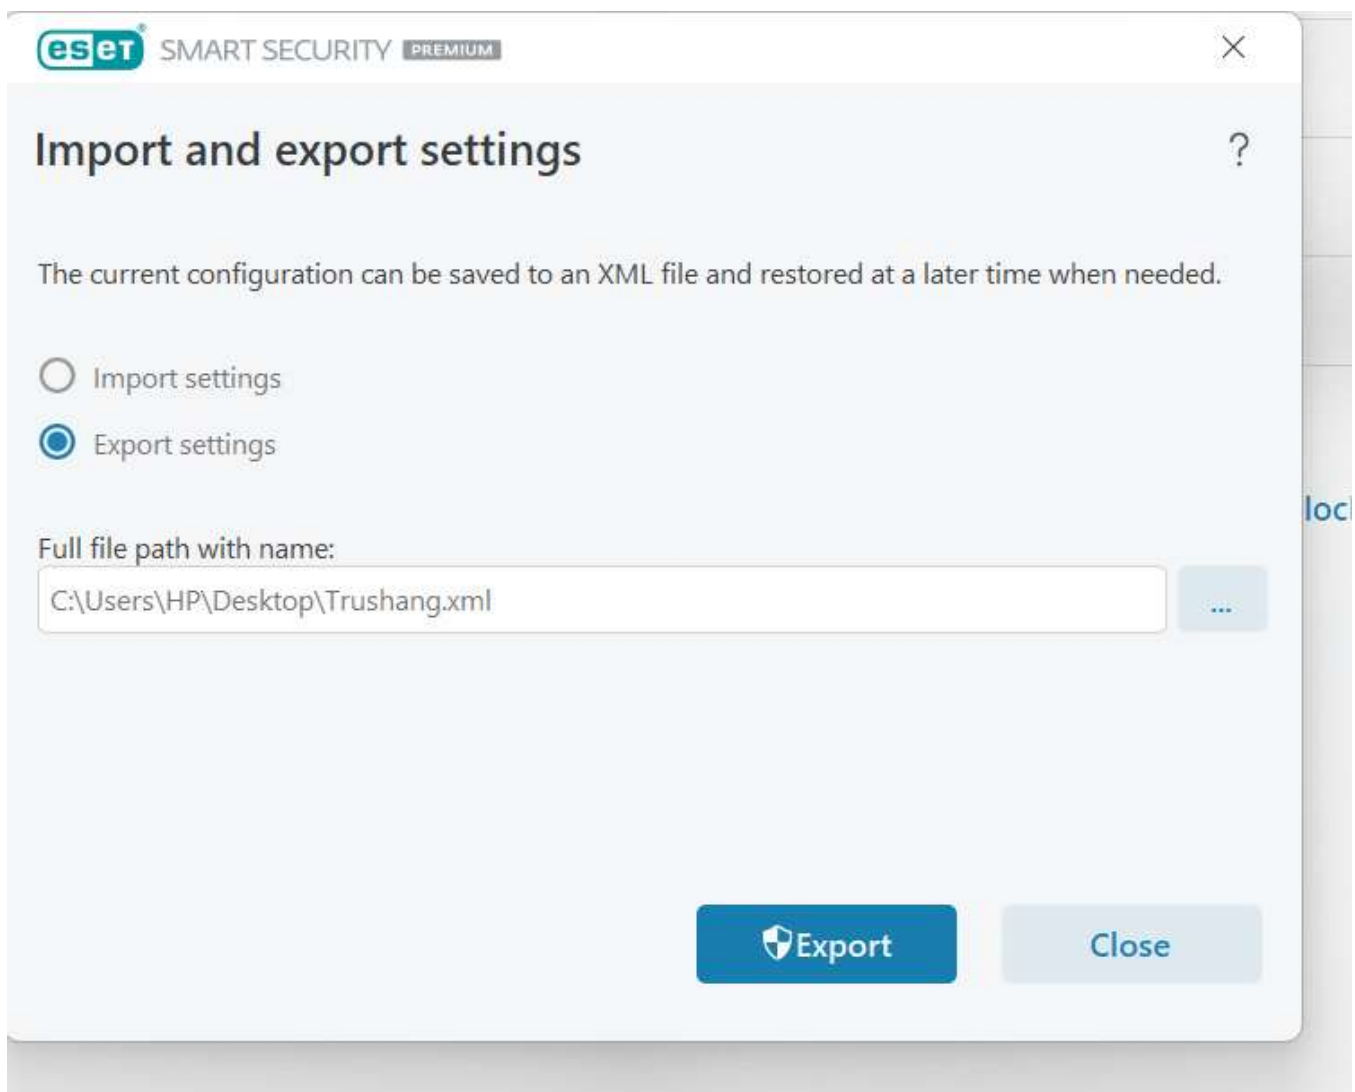 eset® SMART SECURITY PREMIUM
Import and export settings
?
The current configuration can be saved to an XML file and restored at a later time when needed.
Import settings
Export settings
Full file path with name:
C:\Users\HP\Desktop\Trushang.xml
...
Export
Close